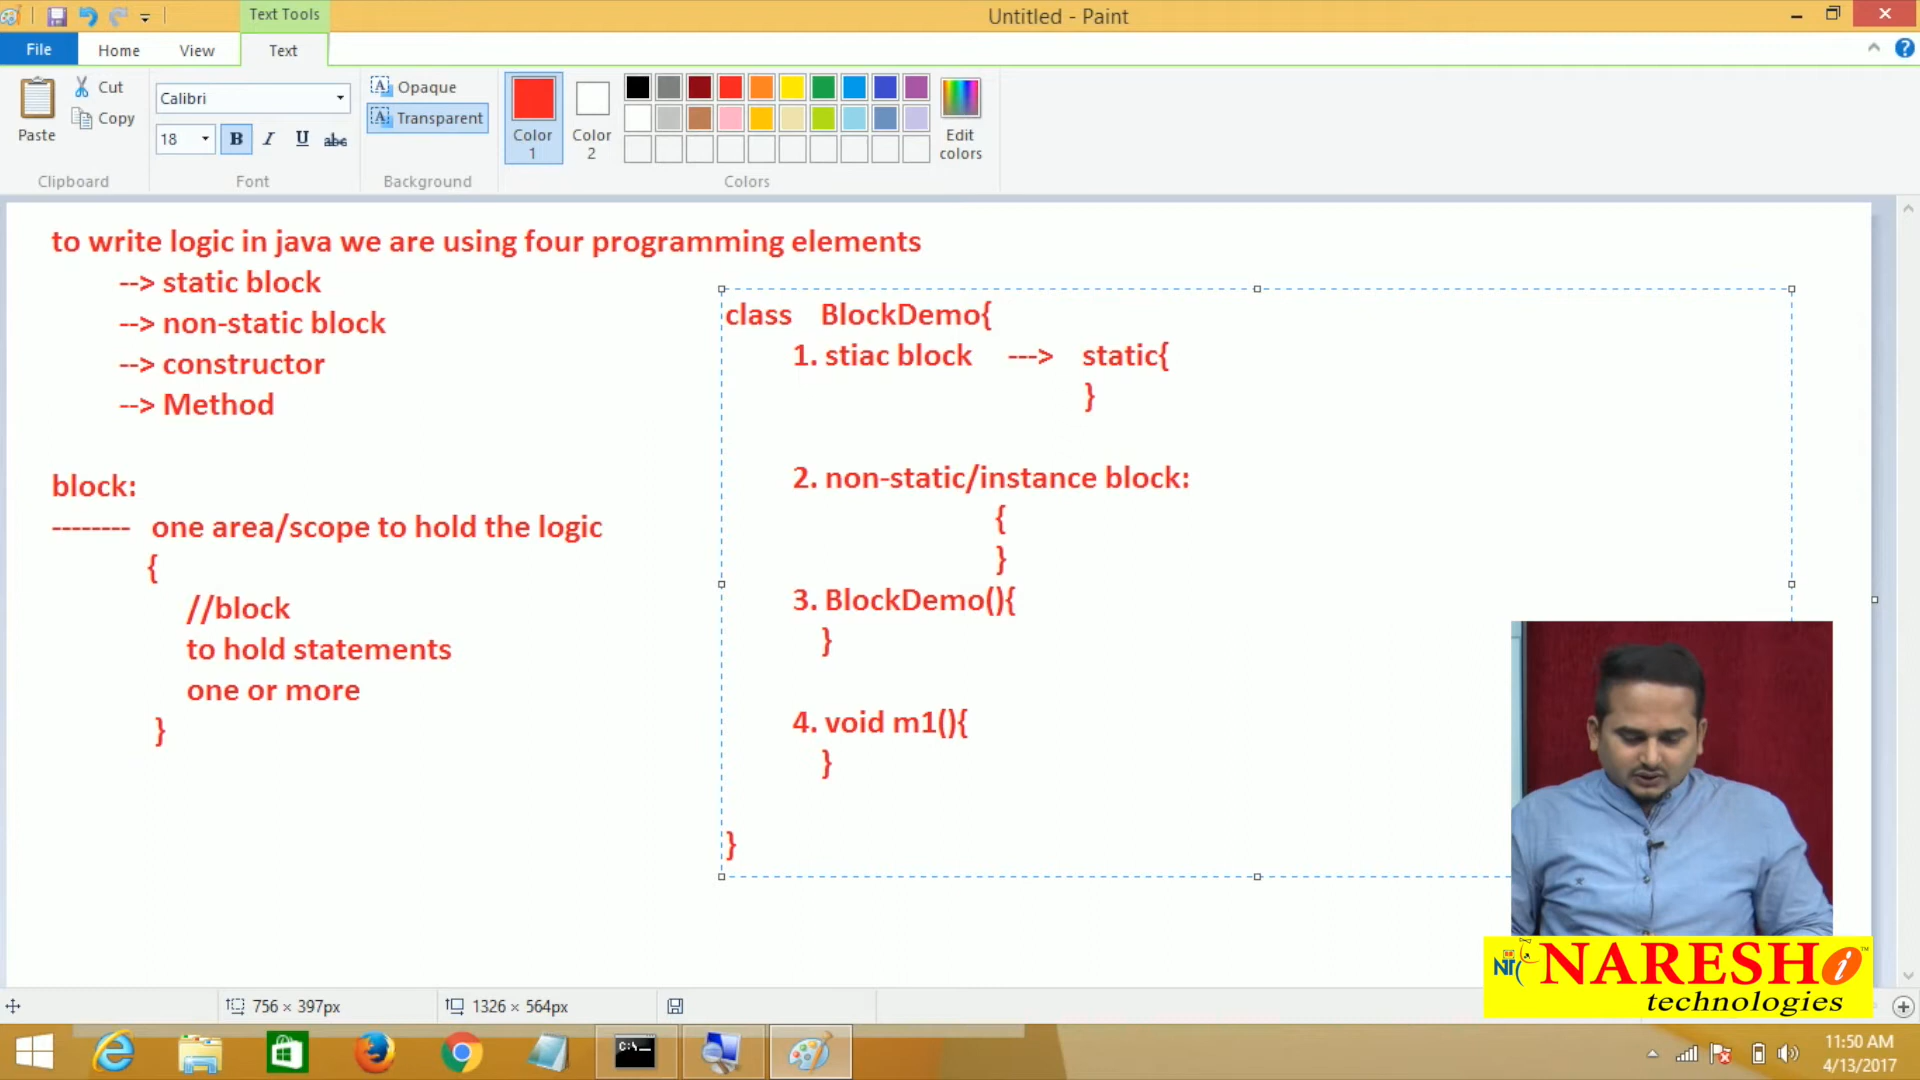 Text Tools
Untitled - Paint
File
Home
View
Text
Paste
Cut
Copy
Clipboard
Calibri
18
B
I
U
abc
Font
Opaque
Transparent
Background
Color 1
Color 2
Edit colors
Colors
to write logic in java we are using four programming elements
--> static block
--> non-static block
--> constructor
--> Method
block:
-------- one area/scope to hold the logic
{
//block
to hold statements
one or more
}
class BlockDemo{
1. stiac block ---> static{
}
2. non-static/instance block:
{
}
3. BlockDemo(){
}
4. void m1(){
}
}
NARESH i
technologies
756 × 397px
1326 × 564px
C:\_
11:50 AM
4/13/2017